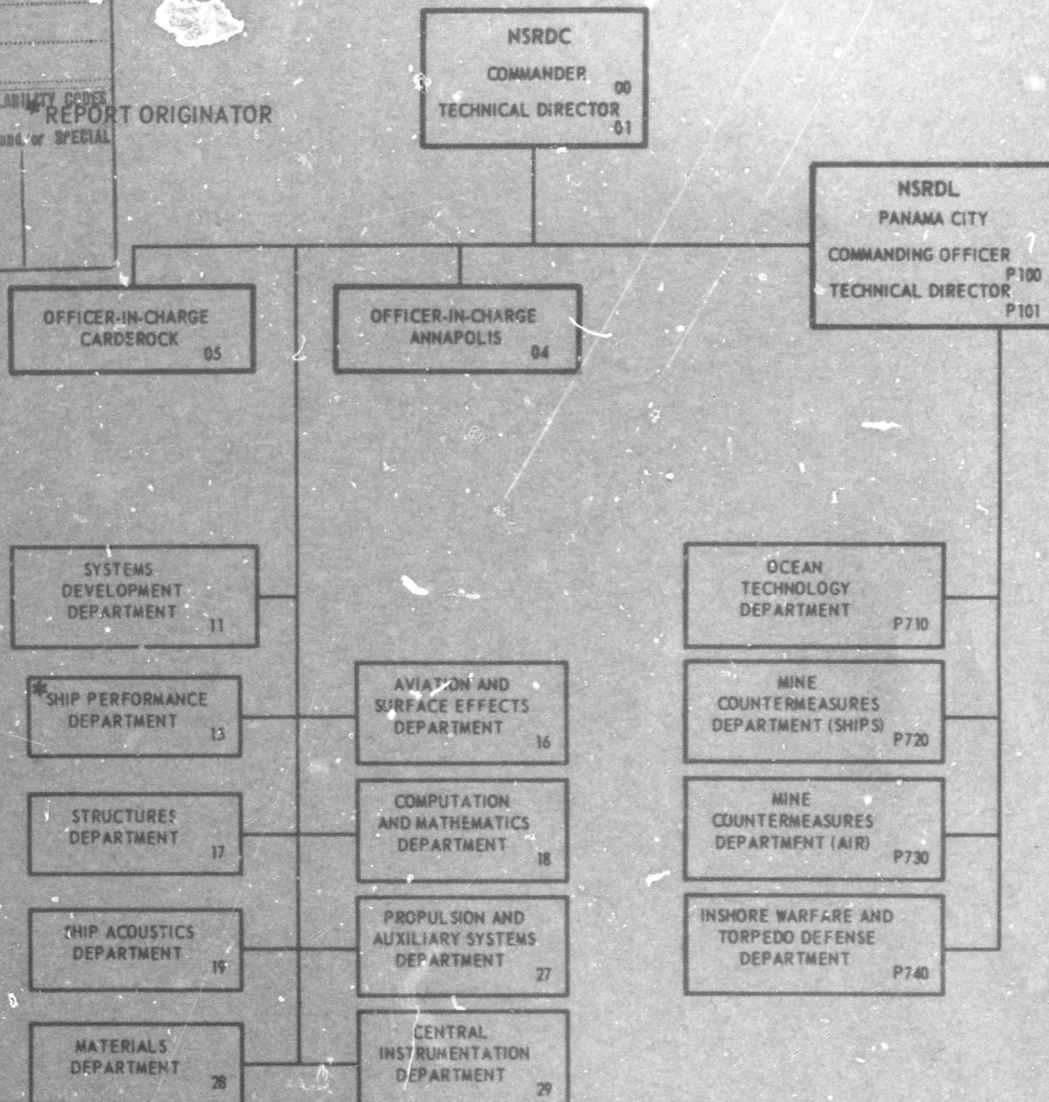 *REPORT ORIGINATOR
and/or SPECIAL
NSRDC
COMMANDER
00
TECHNICAL DIRECTOR
01
NSRDL
PANAMA CITY
COMMANDING OFFICER
P100
TECHNICAL DIRECTOR
P101
OFFICER-IN-CHARGE
CARDEROCK
05
OFFICER-IN-CHARGE
ANNAPOLIS
04
SYSTEMS
DEVELOPMENT
DEPARTMENT
11
*SHIP PERFORMANCE
DEPARTMENT
13
STRUCTURES
DEPARTMENT
17
SHIP ACOUSTICS
DEPARTMENT
19
MATERIALS
DEPARTMENT
28
AVIATION AND
SURFACE EFFECTS
DEPARTMENT
16
COMPUTATION
AND MATHEMATICS
DEPARTMENT
18
PROPULSION AND
AUXILIARY SYSTEMS
DEPARTMENT
27
CENTRAL
INSTRUMENTATION
DEPARTMENT
29
OCEAN
TECHNOLOGY
DEPARTMENT
P710
MINE
COUNTERMEASURES
DEPARTMENT (SHIPS)
P720
MINE
COUNTERMEASURES
DEPARTMENT (AIR)
P730
INSHORE WARFARE AND
TORPEDO DEFENSE
DEPARTMENT
P740